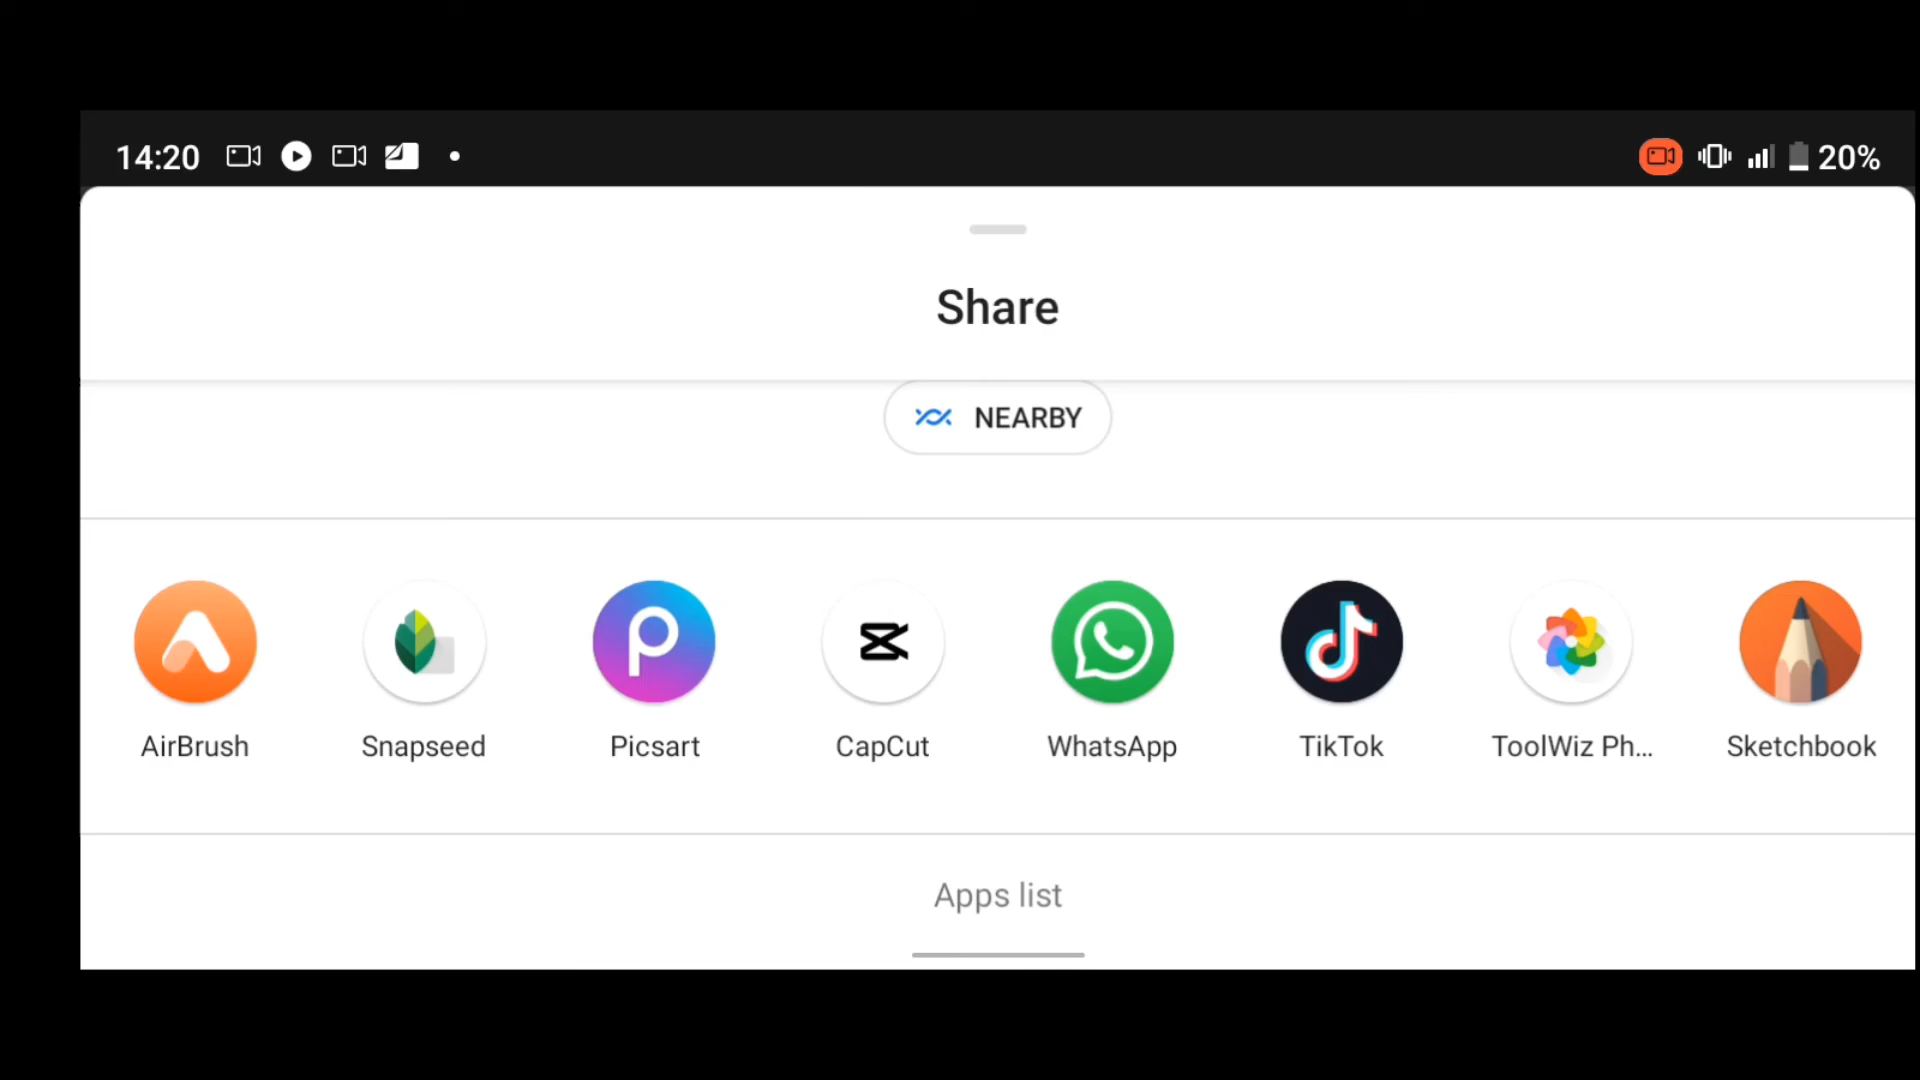 14:20 20%
Share
NEARBY
AirBrush Snapseed Picsart CapCut WhatsApp TikTok ToolWiz Ph... Sketchbook
Apps list